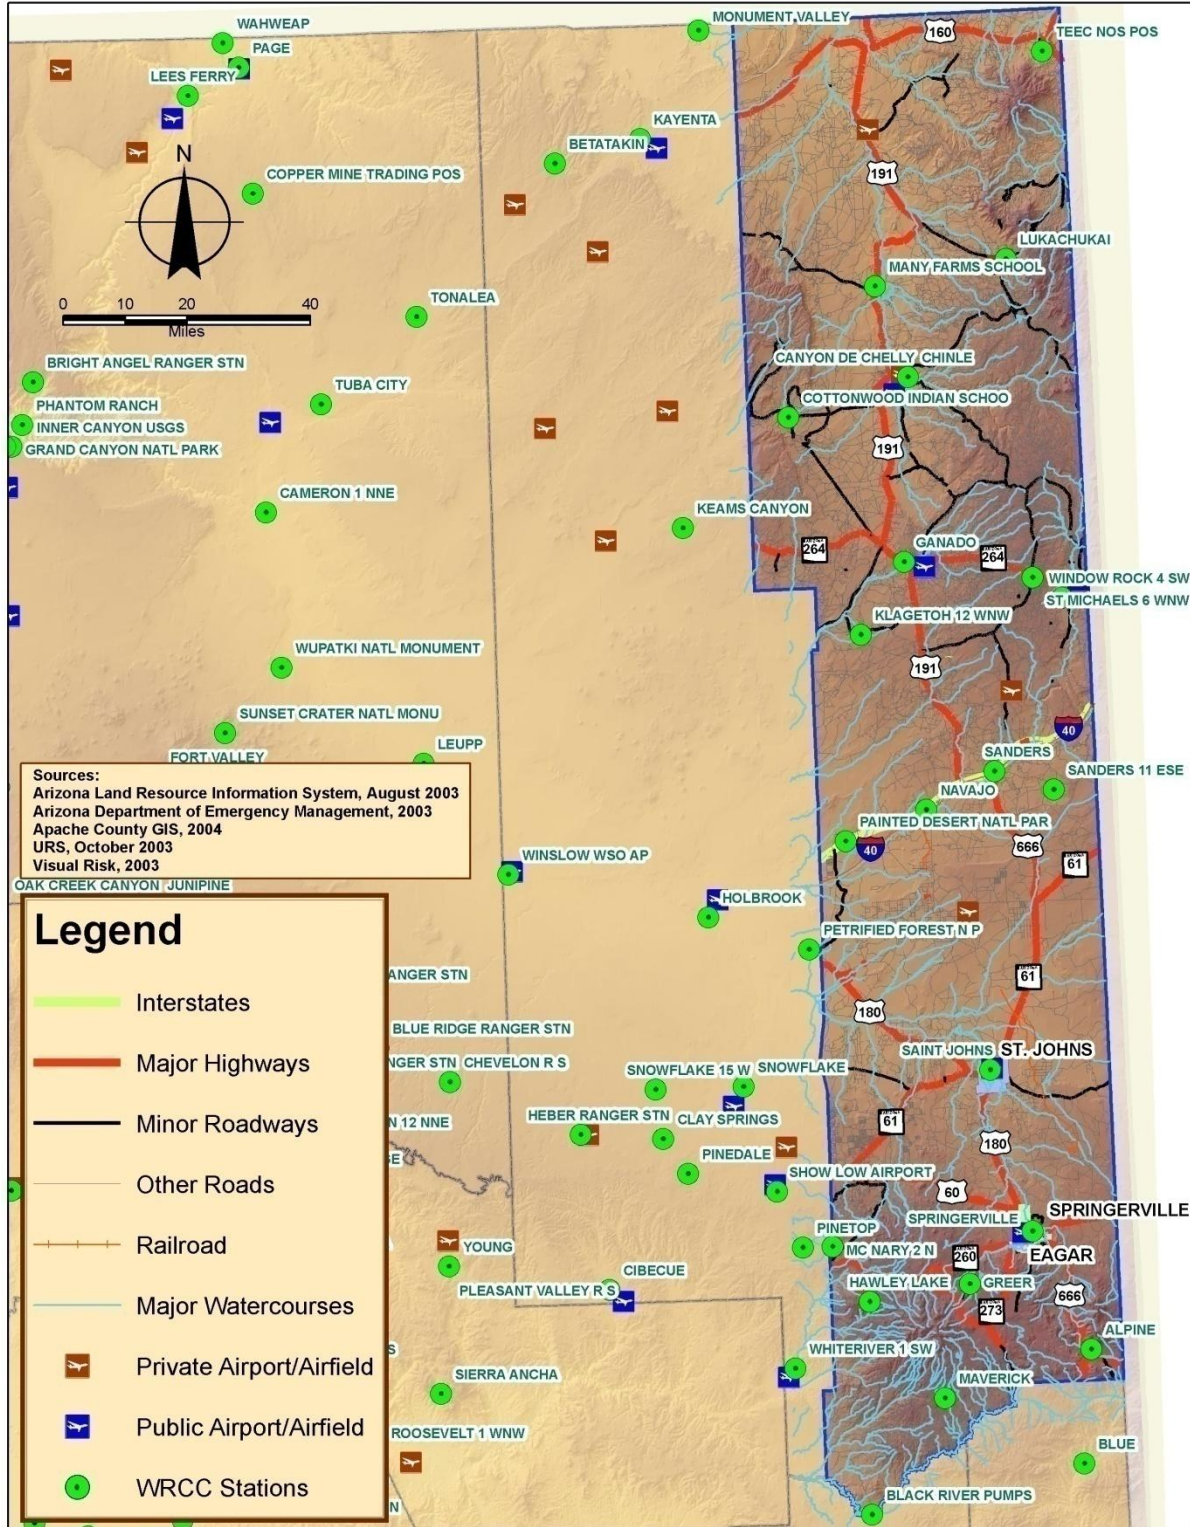 WAHWEAP
MONUMENT VALLEY
160
TEEC NOS POS
PAGE
LEES FERRY
KAYENTA
BETATAKIN
N
COPPER MINE TRADING POS
191
LUKACHUKAI
MANY FARMS SCHOOL
0 20 40
TONALEA
0 10 20 40
Miles
BRIGHT ANGEL RANGER STN
CANYON DE CHELLY CHINLE
TUBA CITY
COTTONWOOD INDIAN SCHOO
PHANTOM RANCH
INNER CANYON USGS
GRAND CANYON NATL PARK
191
CAMERON 1 NNE
KEAMS CANYON
GANADO
264
264
WINDOW ROCK 4 SW
ST MICHAELS 6 WNW
KLAGETOH 12 WNW
WUPATKI NATL MONUMENT
191
SUNSET CRATER NATL MONU
40
LEUPP
FORT VALLEY
SANDERS
SANDERS 11 ESE
NAVAJO
Sources:
Arizona Land Resource Information System, August 2003
Arizona Department of Emergency Management, 2003
Apache County GIS, 2004
URS, October 2003
Visual Risk, 2003
PAINTED DESERT NATL PAR
40
666
61
WINSLOW WSO AP
OAK CREEK CANYON JUNIPINE
HOLBROOK
PETRIFIED FOREST N P
61
180
Legend
Interstates
Major Highways
Minor Roadways
Other Roads
Railroad
Major Watercourses
Private Airport/Airfield
Public Airport/Airfield
WRCC Stations
ANGER STN
BLUE RIDGE RANGER STN
NGER STN CHEVELON R S
SAINT JOHNS
ST. JOHNS
SNOWFLAKE 15 W
SNOWFLAKE
HEBER RANGER STN
CLAY SPRINGS
N 12 NNE
61
180
PINEDALE
SHOW LOW AIRPORT
60
SPRINGERVILLE
SPRINGERVILLE
PINETOP
MC NARY 2 N
EAGAR
260
YOUNG
CIBECUE
PLEASANT VALLEY R S
HAWLEY LAKE
GREER
666
273
ALPINE
WHITERIVER 1 SW
SIERRA ANCHA
MAVERICK
ROOSEVELT 1 WNW
BLUE
BLACK RIVER PUMPS
N